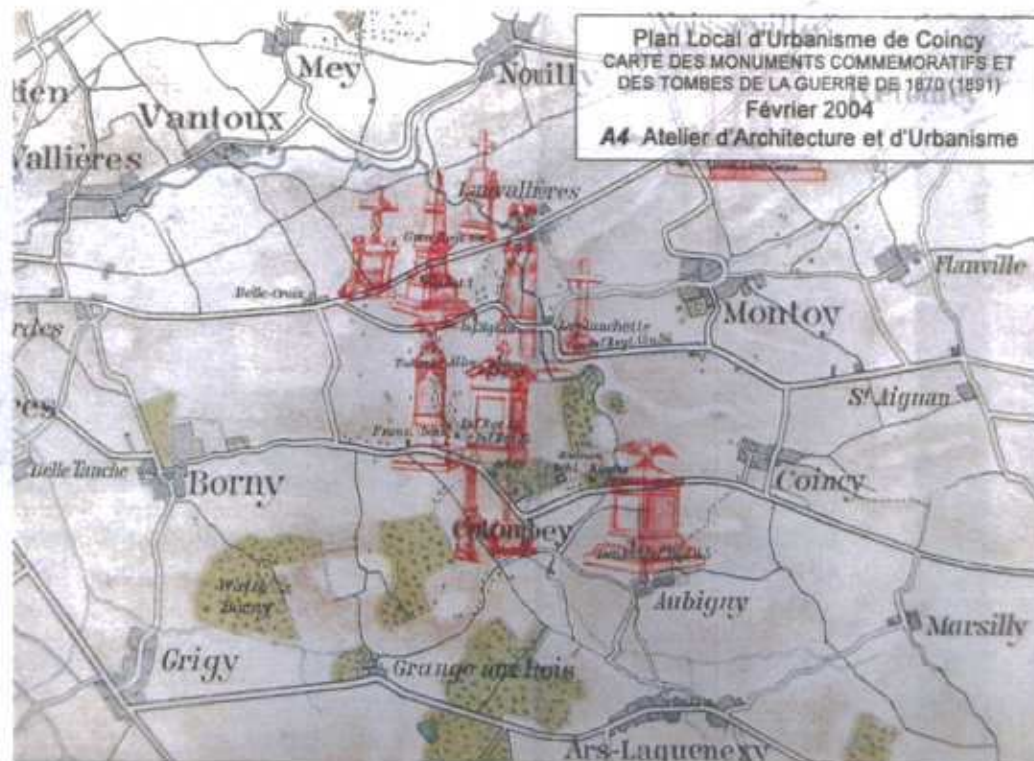 Plan Local d'Urbanisme de Coincy
CARTE DES MONUMENTS COMMEMORATIFS ET
DES TOMBES DE LA GUERRE DE 1870 (1891)
Février 2004
A4 Atelier d'Architecture et d'Urbanisme
Mey
Nouill
Vantoux
Vallières
Lauvallières
Flanville
Belle-Croix
Montoy
La Planchette
St Aignan
Borny
Belle Tanche
Coincy
Colombey
Aubigny
Marsilly
Grigy
Grange aux bois
Ars-Laquenexy